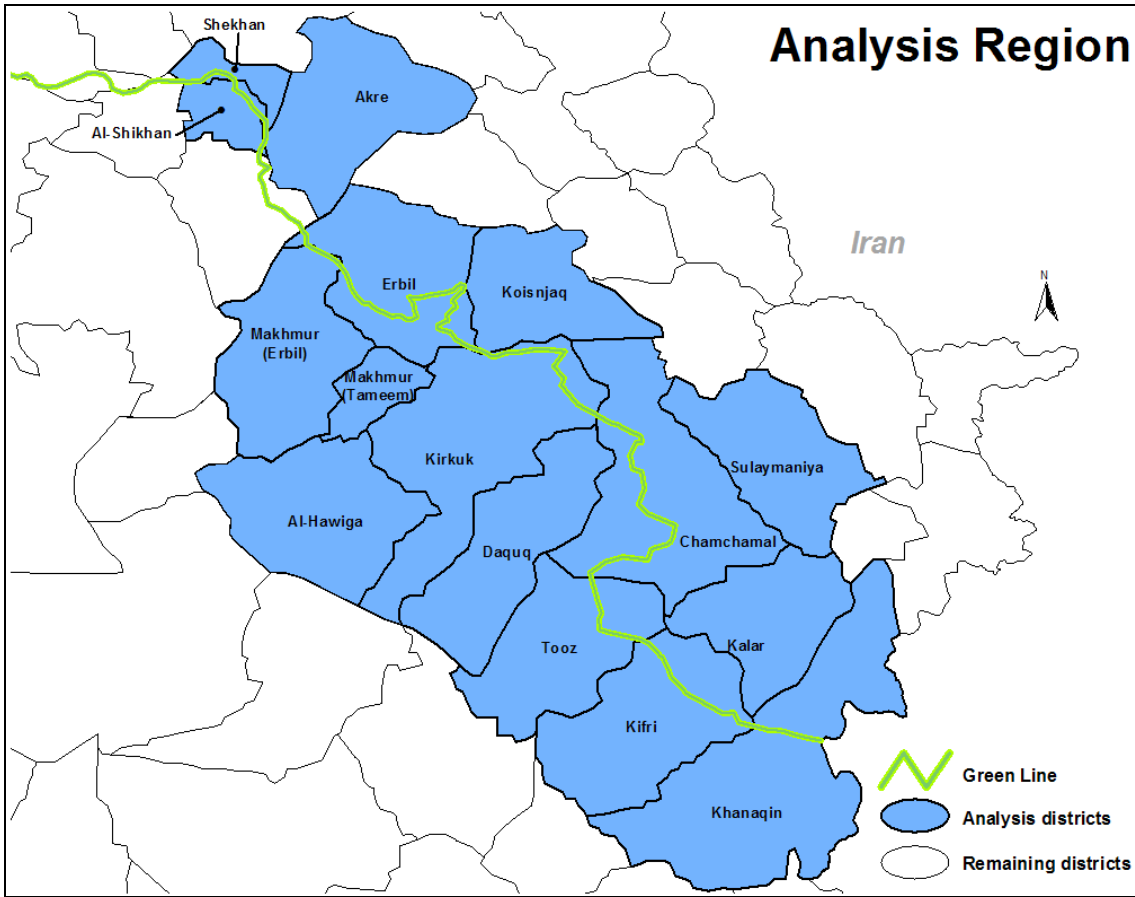 Analysis Region
Shekhan
Akre
Al-Shikhan
Iran
N
Erbil
Koisnjaq
Makhmur
(Erbil)
Makhmur
(Tameem)
Kirkuk
Sulaymaniya
Al-Hawiga
Chamchamal
Daquq
Tooz
Kalar
Kifri
Khanaqin
Green Line
Analysis districts
Remaining districts